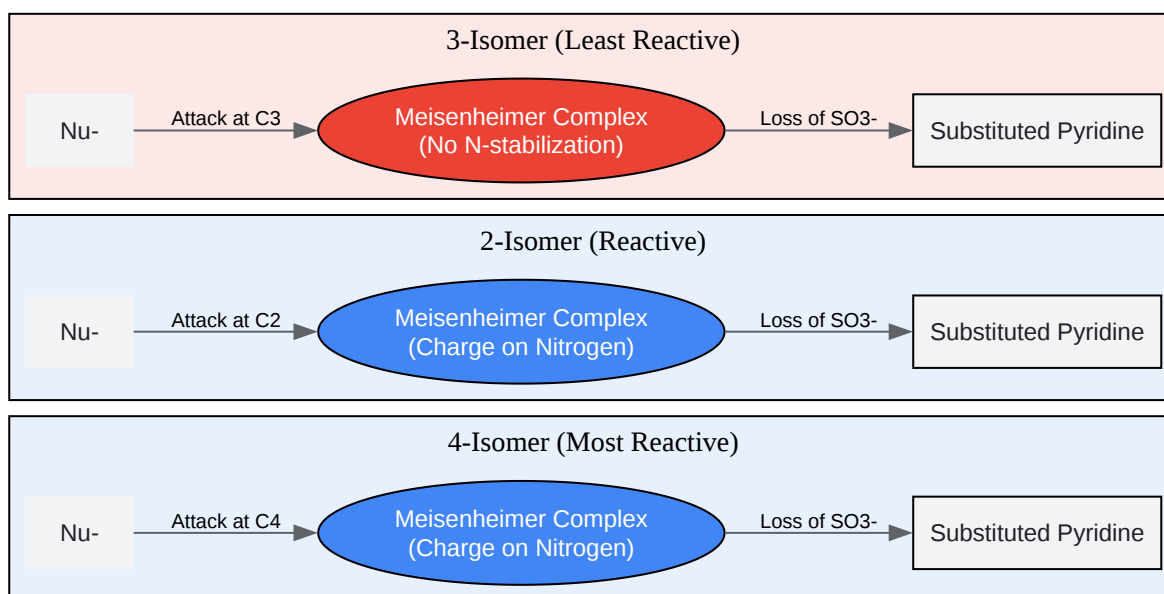 3-Isomer (Least Reactive)
Nu-
Attack at C3
Meisenheimer Complex
(No N-stabilization)
Loss of SO3-
Substituted Pyridine
2-Isomer (Reactive)
Nu-
Attack at C2
Meisenheimer Complex
(Charge on Nitrogen)
Loss of SO3-
Substituted Pyridine
4-Isomer (Most Reactive)
Nu-
Attack at C4
Meisenheimer Complex
(Charge on Nitrogen)
Loss of SO3-
Substituted Pyridine